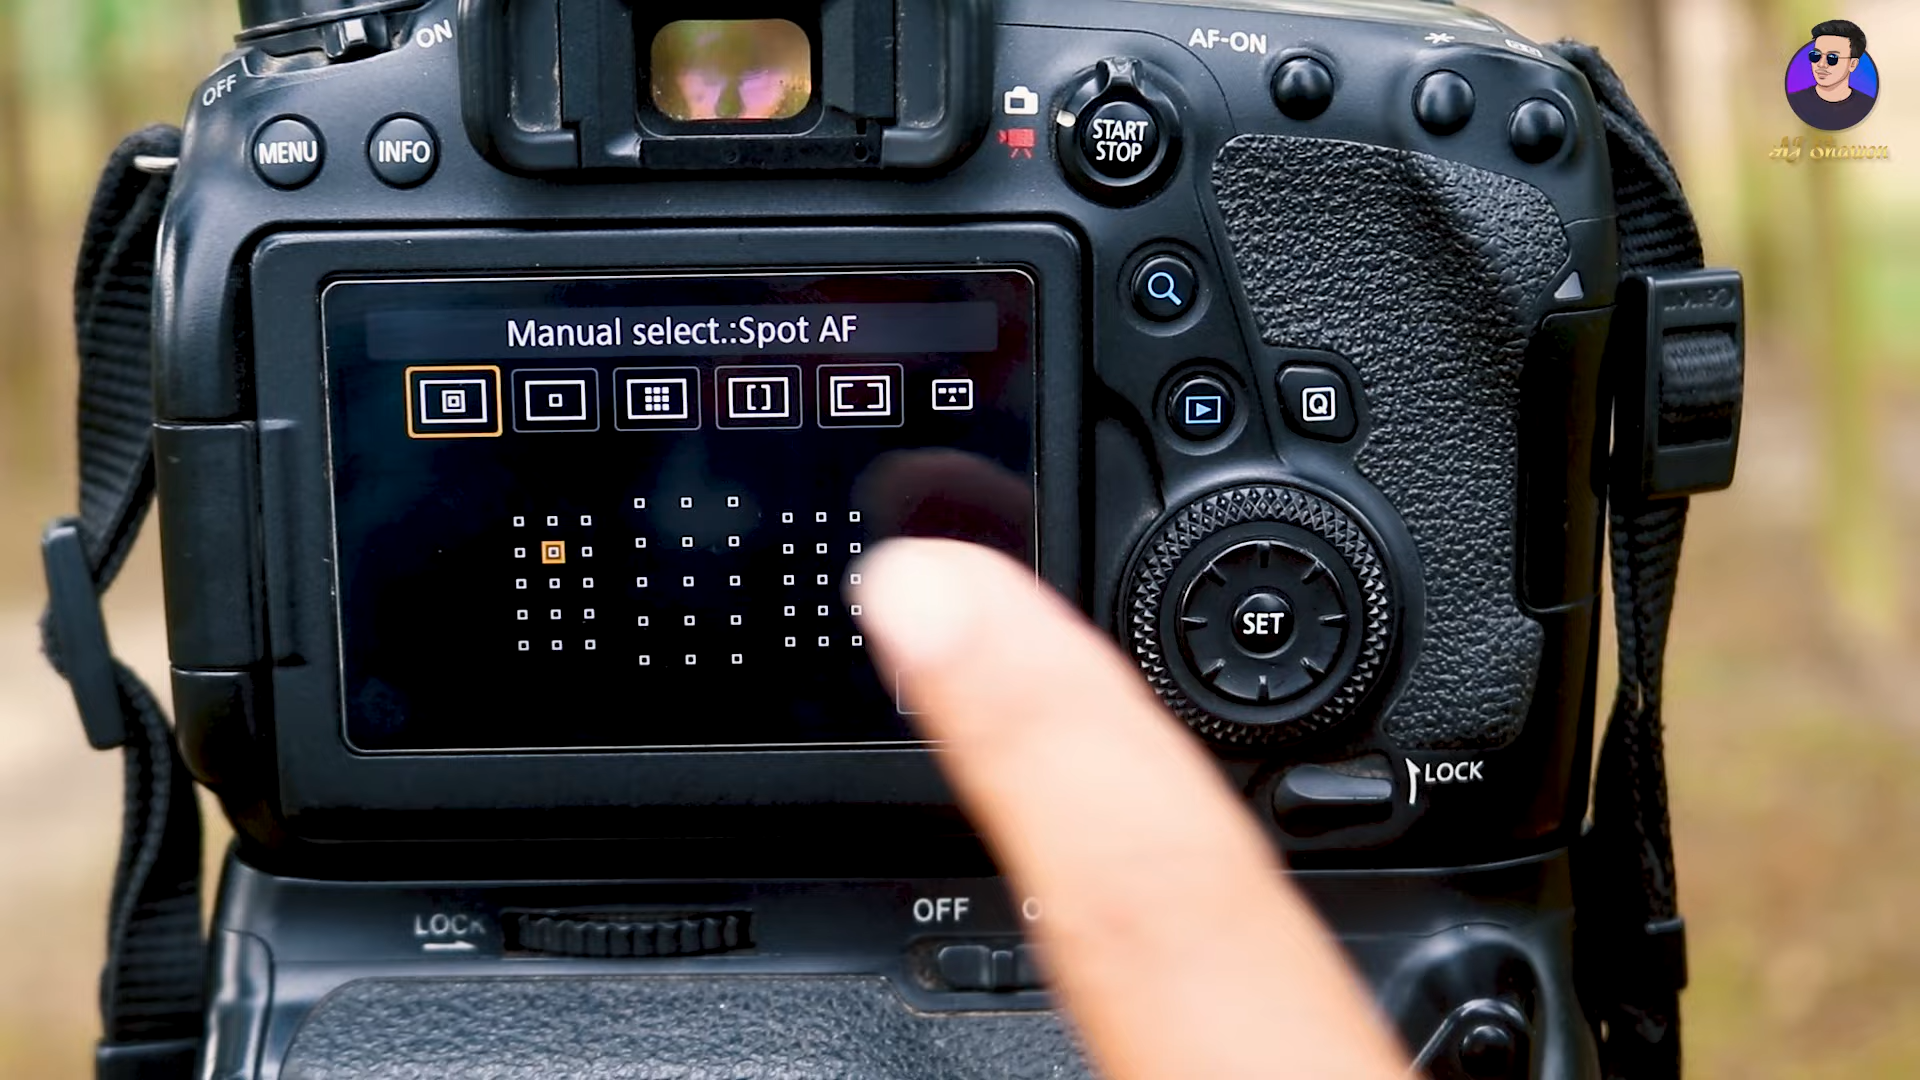 ON
OFF
AF-ON
MENU
INFO
START
STOP
Manual select.:Spot AF
Q
SET
LOCK
LOCK
OFF